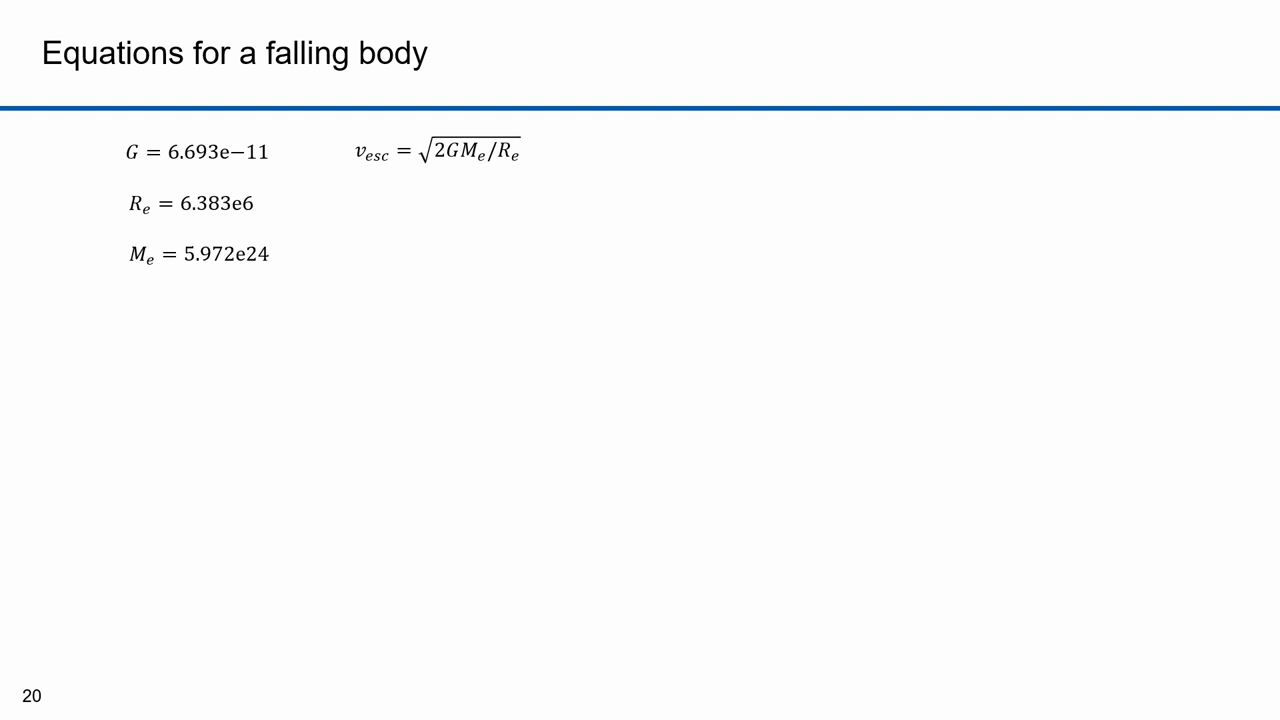 Equations for a falling body
G = 6.693e−11
v_esc = √2GM_e/R_e
R_e = 6.383e6
M_e = 5.972e24
20